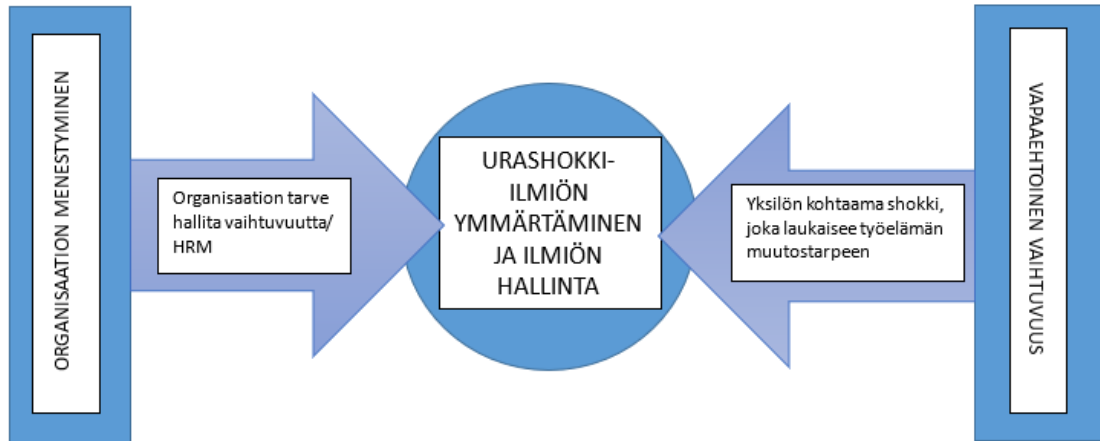 ORGANISAATION MENESTYMINEN
Organisaation tarve
hallita vaihtuvuutta/
HRM
URASHOKKI-
ILMIÖN
YMMÄRTÄMINEN
JA ILMIÖN
HALLINTA
Yksilön kohtaama shokki,
joka laukaisee työelämän
muutostarpeen
VAPAAEHTOINEN VAIHTUVUUS